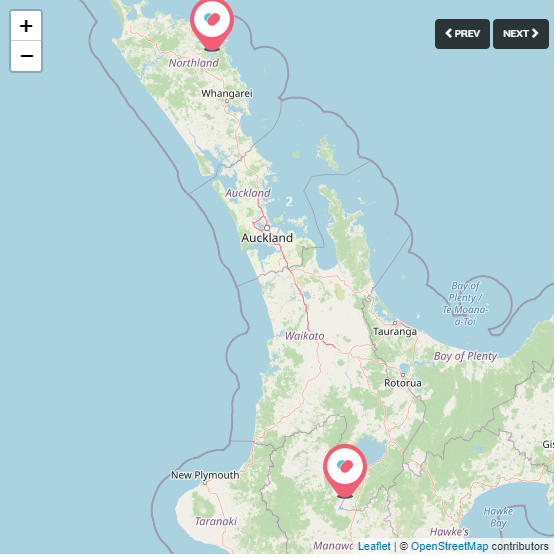 +
−
PREV
NEXT
Northland
Whangarei
Auckland
2
Auckland
Bay of
Plenty /
Te Moana-
a-Toi
Tauranga
Waikato
Bay of Plenty
Rotorua
Gis
New Plymouth
Taranaki
Hawke
Bay
Hawke's
Manawa
Leaflet | © OpenStreetMap contributors